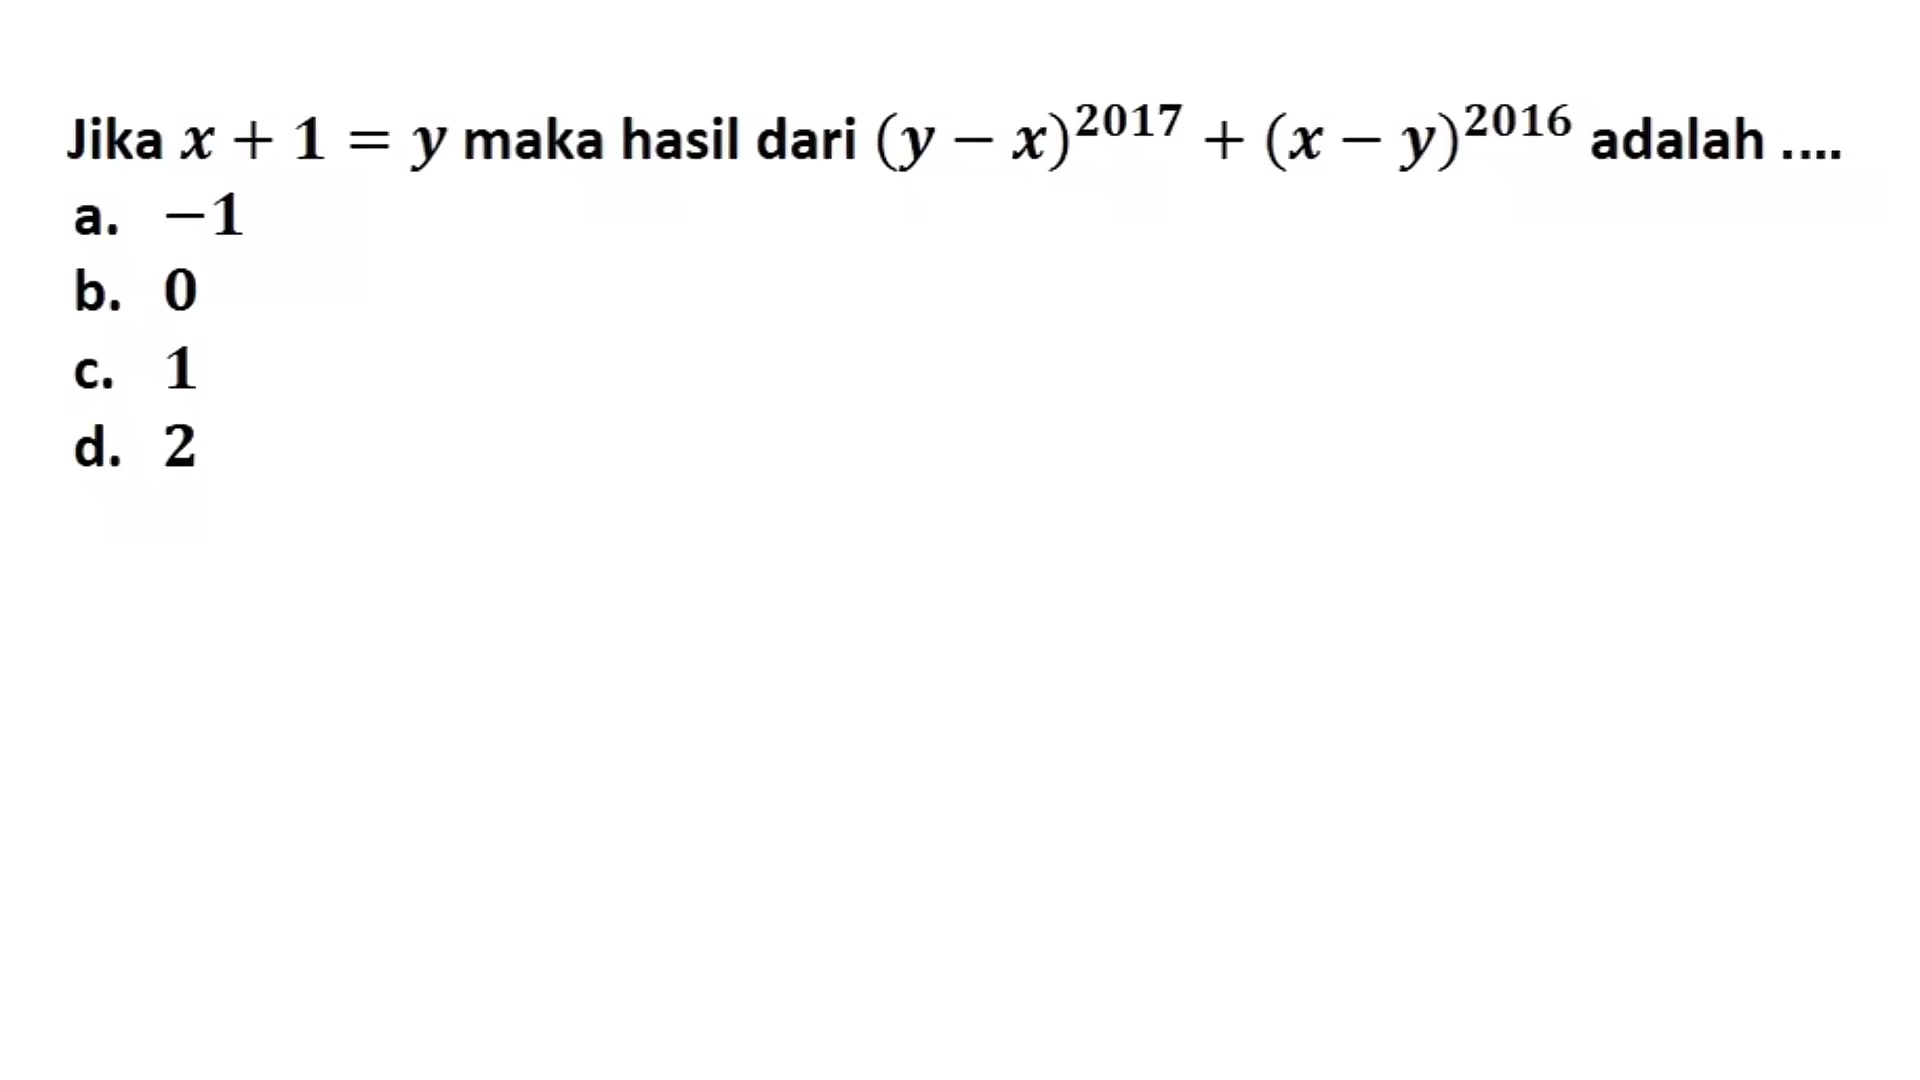 Jika x + 1 = y maka hasil dari (y − x)²⁰¹⁷ + (x − y)²⁰¹⁶ adalah ....
a. −1
b. 0
c. 1
d. 2